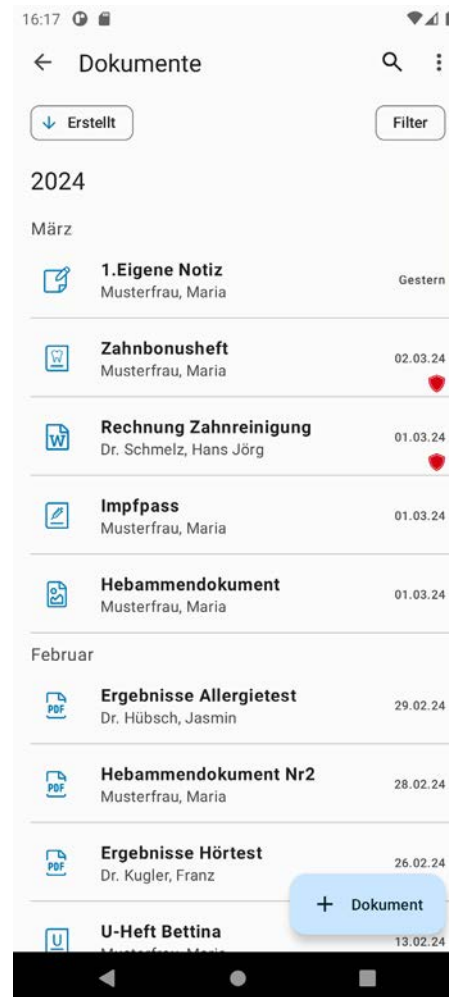 16:17
Dokumente
Erstellt
Filter
2024
März
1.Eigene Notiz
Gestern
Musterfrau, Maria
Zahnbonusheft
02.03.24
Musterfrau, Maria
W
Rechnung Zahnreinigung
01.03.24
Dr. Schmelz, Hans Jörg
Impfpass
01.03.24
Musterfrau, Maria
Hebammendokument
01.03.24
Musterfrau, Maria
Februar
PDF
Ergebnisse Allergietest
29.02.24
Dr. Hübsch, Jasmin
PDF
Hebammendokument Nr2
28.02.24
Musterfrau, Maria
PDF
Ergebnisse Hörtest
26.02.24
Dr. Kugler, Franz
+ Dokument
U
U-Heft Bettina
13.02.24